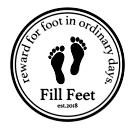 reward for foot in ordinary days.
Fill Feet
est.2018